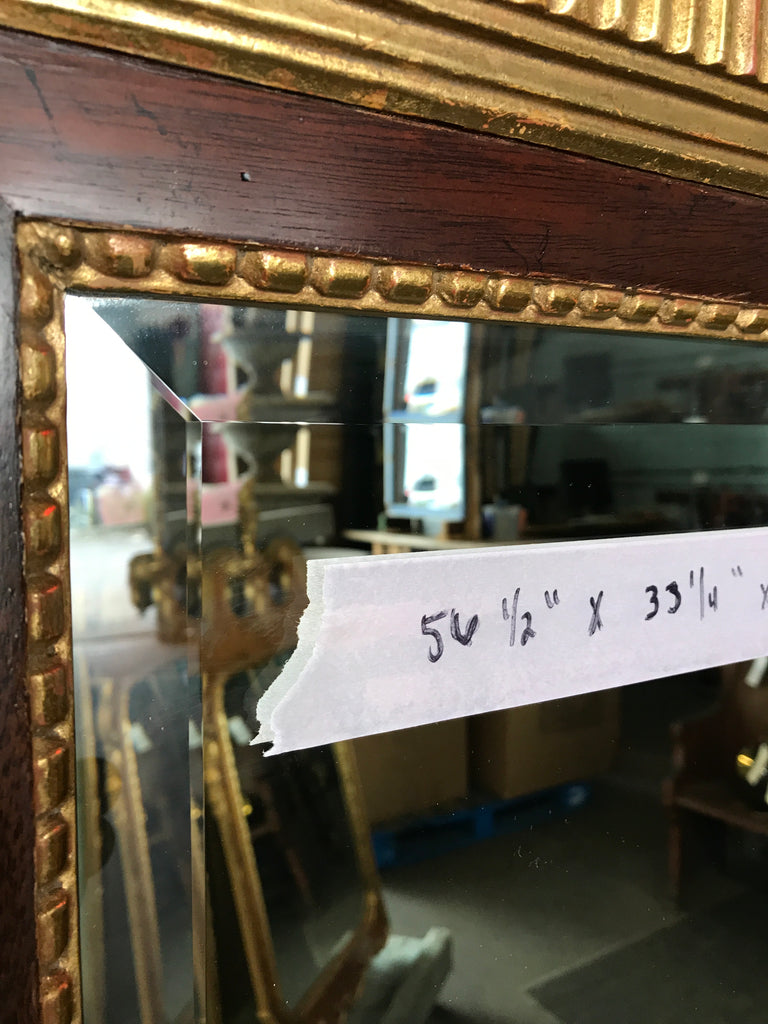 56 1/2" x 33 1/4" x